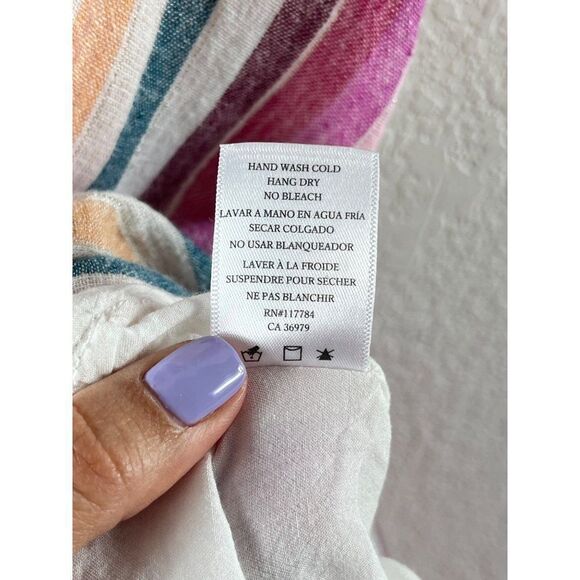 HAND WASH COLD
HANG DRY
NO BLEACH
LAVAR A MANO EN AGUA FRÍA
SECAR COLGADO
NO USAR BLANQUEADOR
LAVER À LA FROIDE
SUSPENDRE POUR SÉCHER
NE PAS BLANCHIR
RN#117784
CA 36979